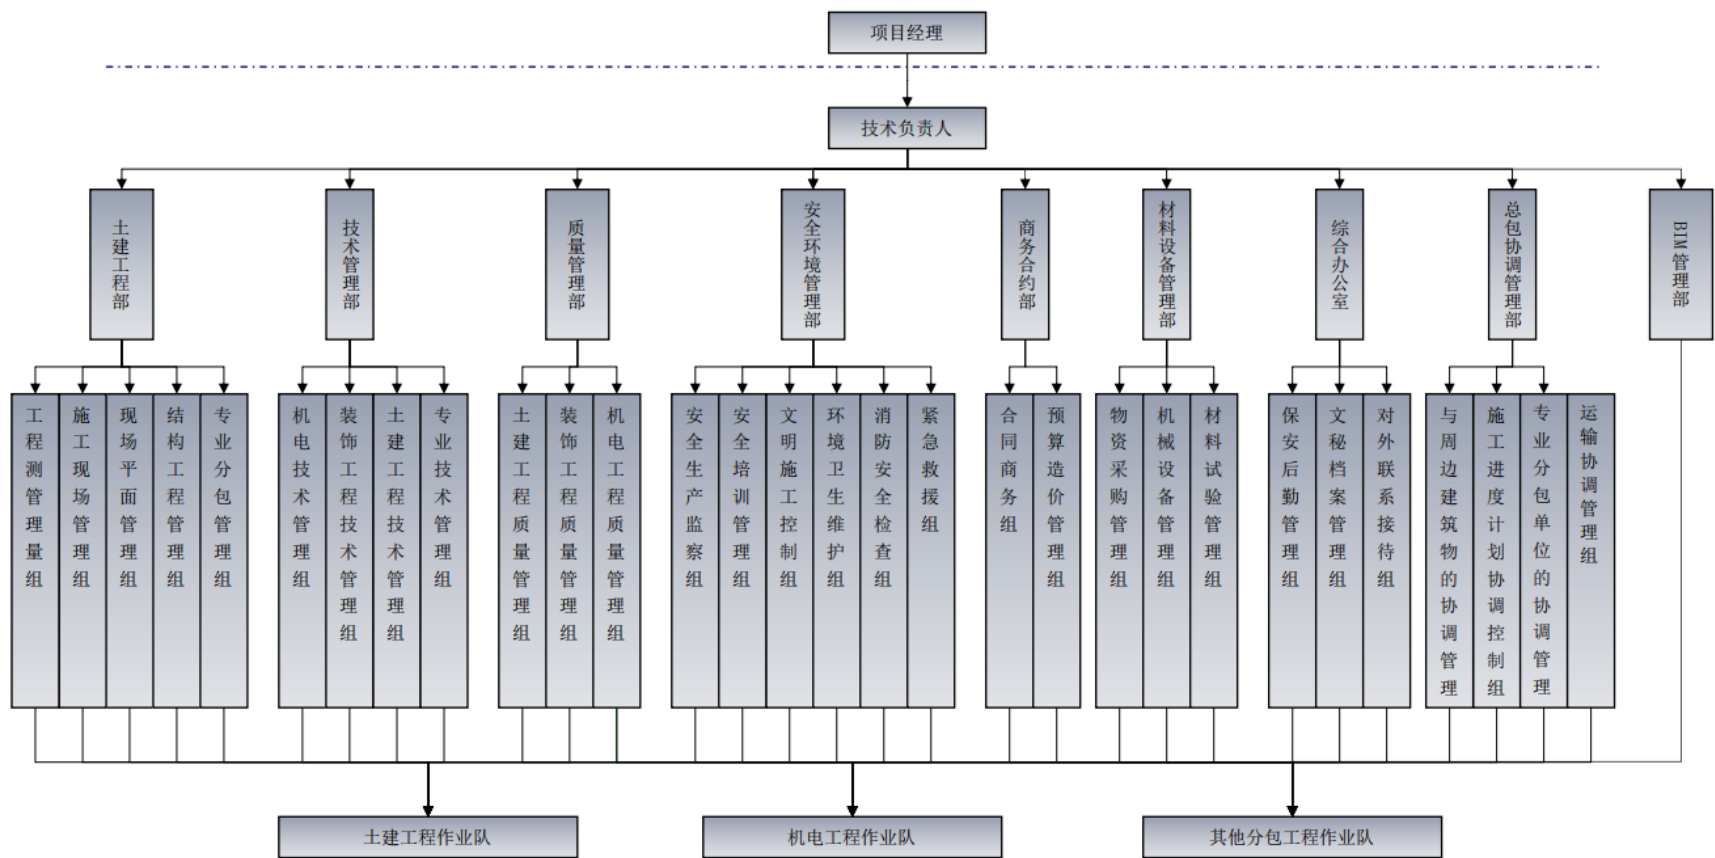 项目经理
技术负责人
土建工程部
技术管理部
质量管理部
安全环境管理部
商务合约部
材料设备管理部
综合办公室
总包协调管理部
BIM管理部
工程测管理量组
施工现场管理组
现场平面管理组
结构工程管理组
专业分包管理组
机电技术管理组
装饰工程技术管理组
土建工程技术管理组
专业技术管理组
土建工程质量管理组
装饰工程质量管理组
机电工程质量管理组
安全生产监察组
安全培训管理组
文明施工控制组
环境卫生维护组
消防安全检查组
紧急救援组
合同商务组
预算造价管理组
物资采购管理组
机械设备管理组
材料试验管理组
保安后勤管理组
文秘档案管理组
对外联系接待组
与周边建筑物的协调管理
施工进度计划协调控制组
专业分包单位的协调管理
运输协调管理组
土建工程作业队
机电工程作业队
其他分包工程作业队